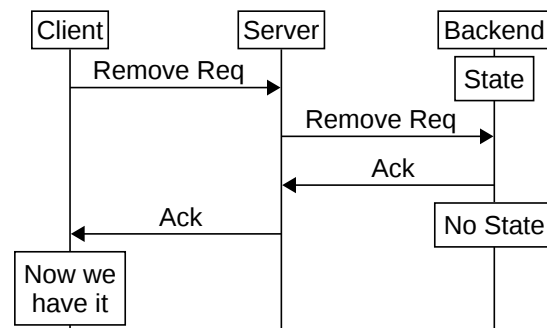 Client
Server
Backend
State
Remove Req
Remove Req
Ack
Ack
No State
Now we
have it